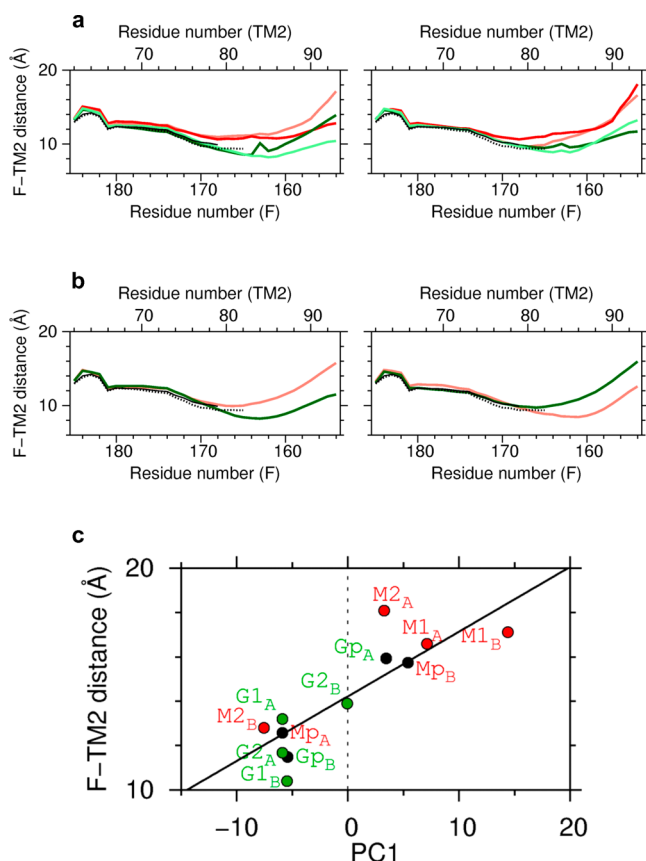 a
Residue number (TM2) Residue number (TM2)
70 80 90 70 80 90
20
10
F−TM2 distance (Å)
180 170 160 180 170 160
Residue number (F) Residue number (F)
b
Residue number (TM2) Residue number (TM2)
70 80 90 70 80 90
20
10
F−TM2 distance (Å)
180 170 160 180 170 160
Residue number (F) Residue number (F)
c
20
10
F−TM2 distance (Å)
M2A
M1A
M1B
GpA
MpB
G2B
G1A
M2B
MpA
G2A
GpB
G1B
−10 0 10 20
PC1